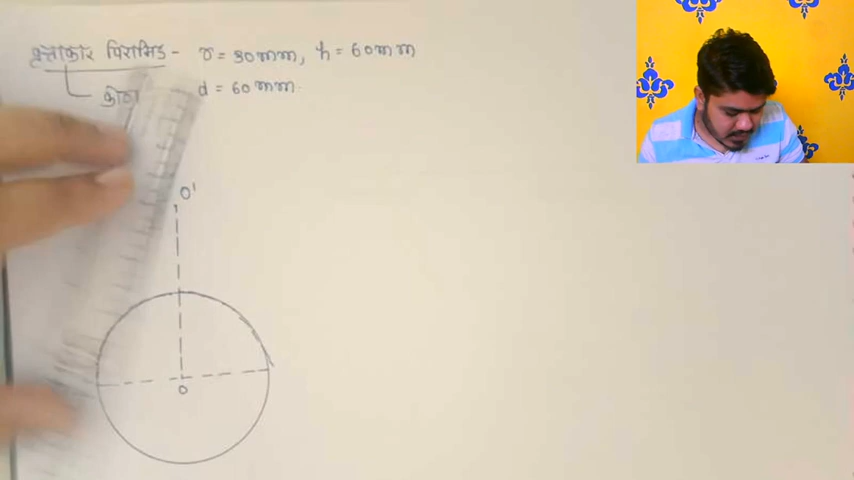 वृत्ताकार पिरामिड - r = 30mm, h = 60mm
d = 60mm.
O'
O